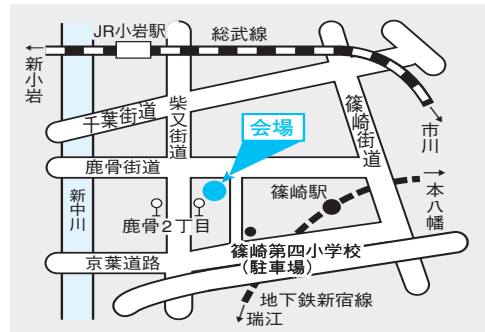 JR小岩駅
総武線
新小岩
千葉街道
柴又街道
会場
篠崎街道
市川
鹿骨街道
新中川
篠崎駅
本八幡
鹿骨2丁目
篠崎第四小学校
(駐車場)
京葉道路
地下鉄新宿線
瑞江